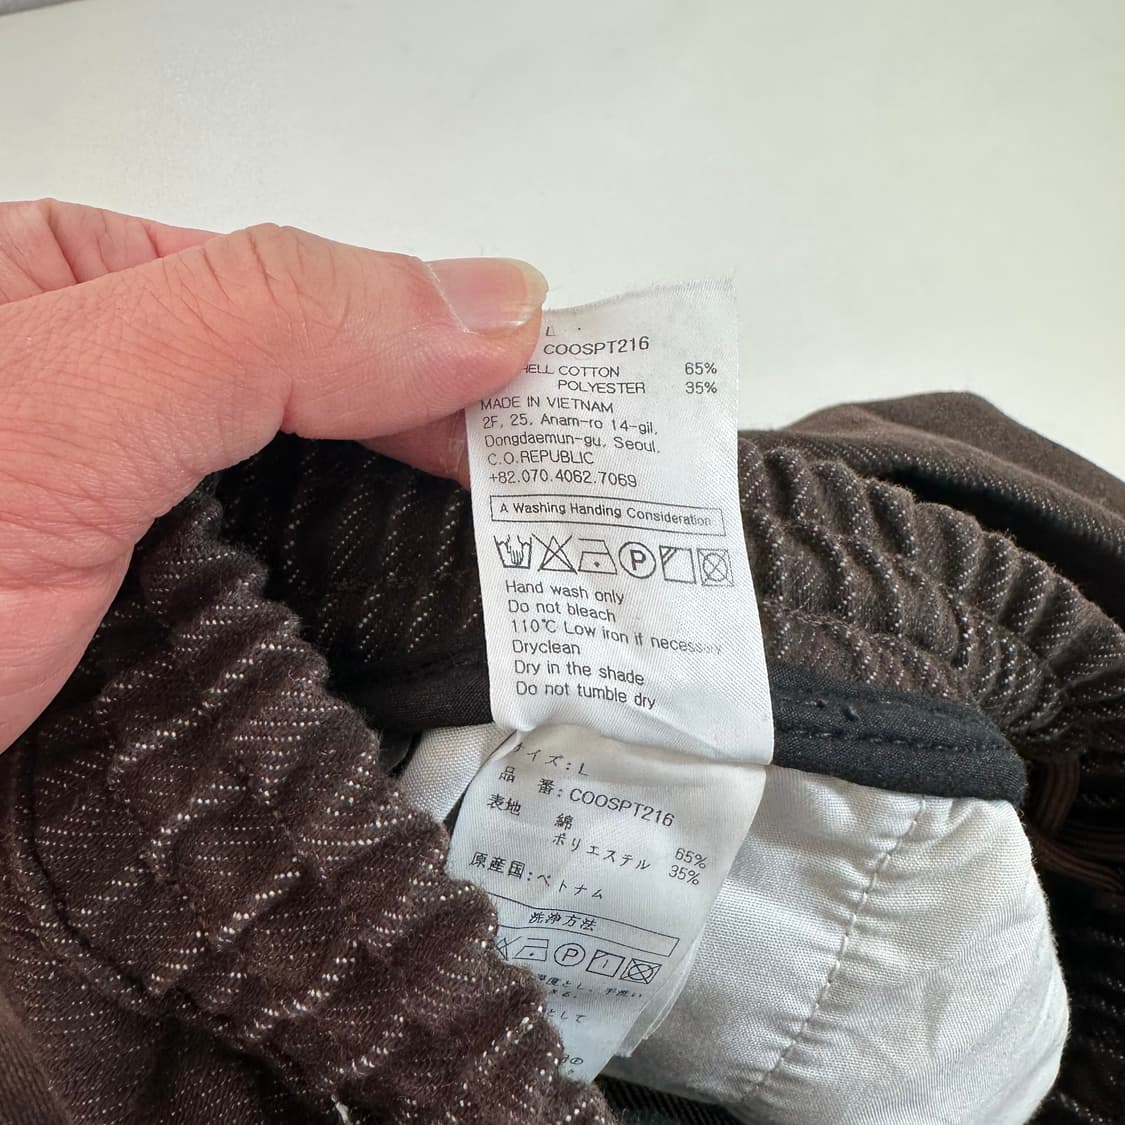 L
COOSPT216
HELL COTTON 65%
POLYESTER 35%
MADE IN VIETNAM
2F, 25, Anam-ro 14-gil,
Dongdaemun-gu, Seoul,
C.O.REPUBLIC
+82.070.4062.7069
A Washing Handing Consideration
P
Hand wash only
Do not bleach
110℃ Low iron if necessary
Dryclean
Dry in the shade
Do not tumble dry
サイズ:L
品 番:COOSPT216
表地 綿 65%
ポリエステル 35%
原産国:ベトナム
洗浄方法
P